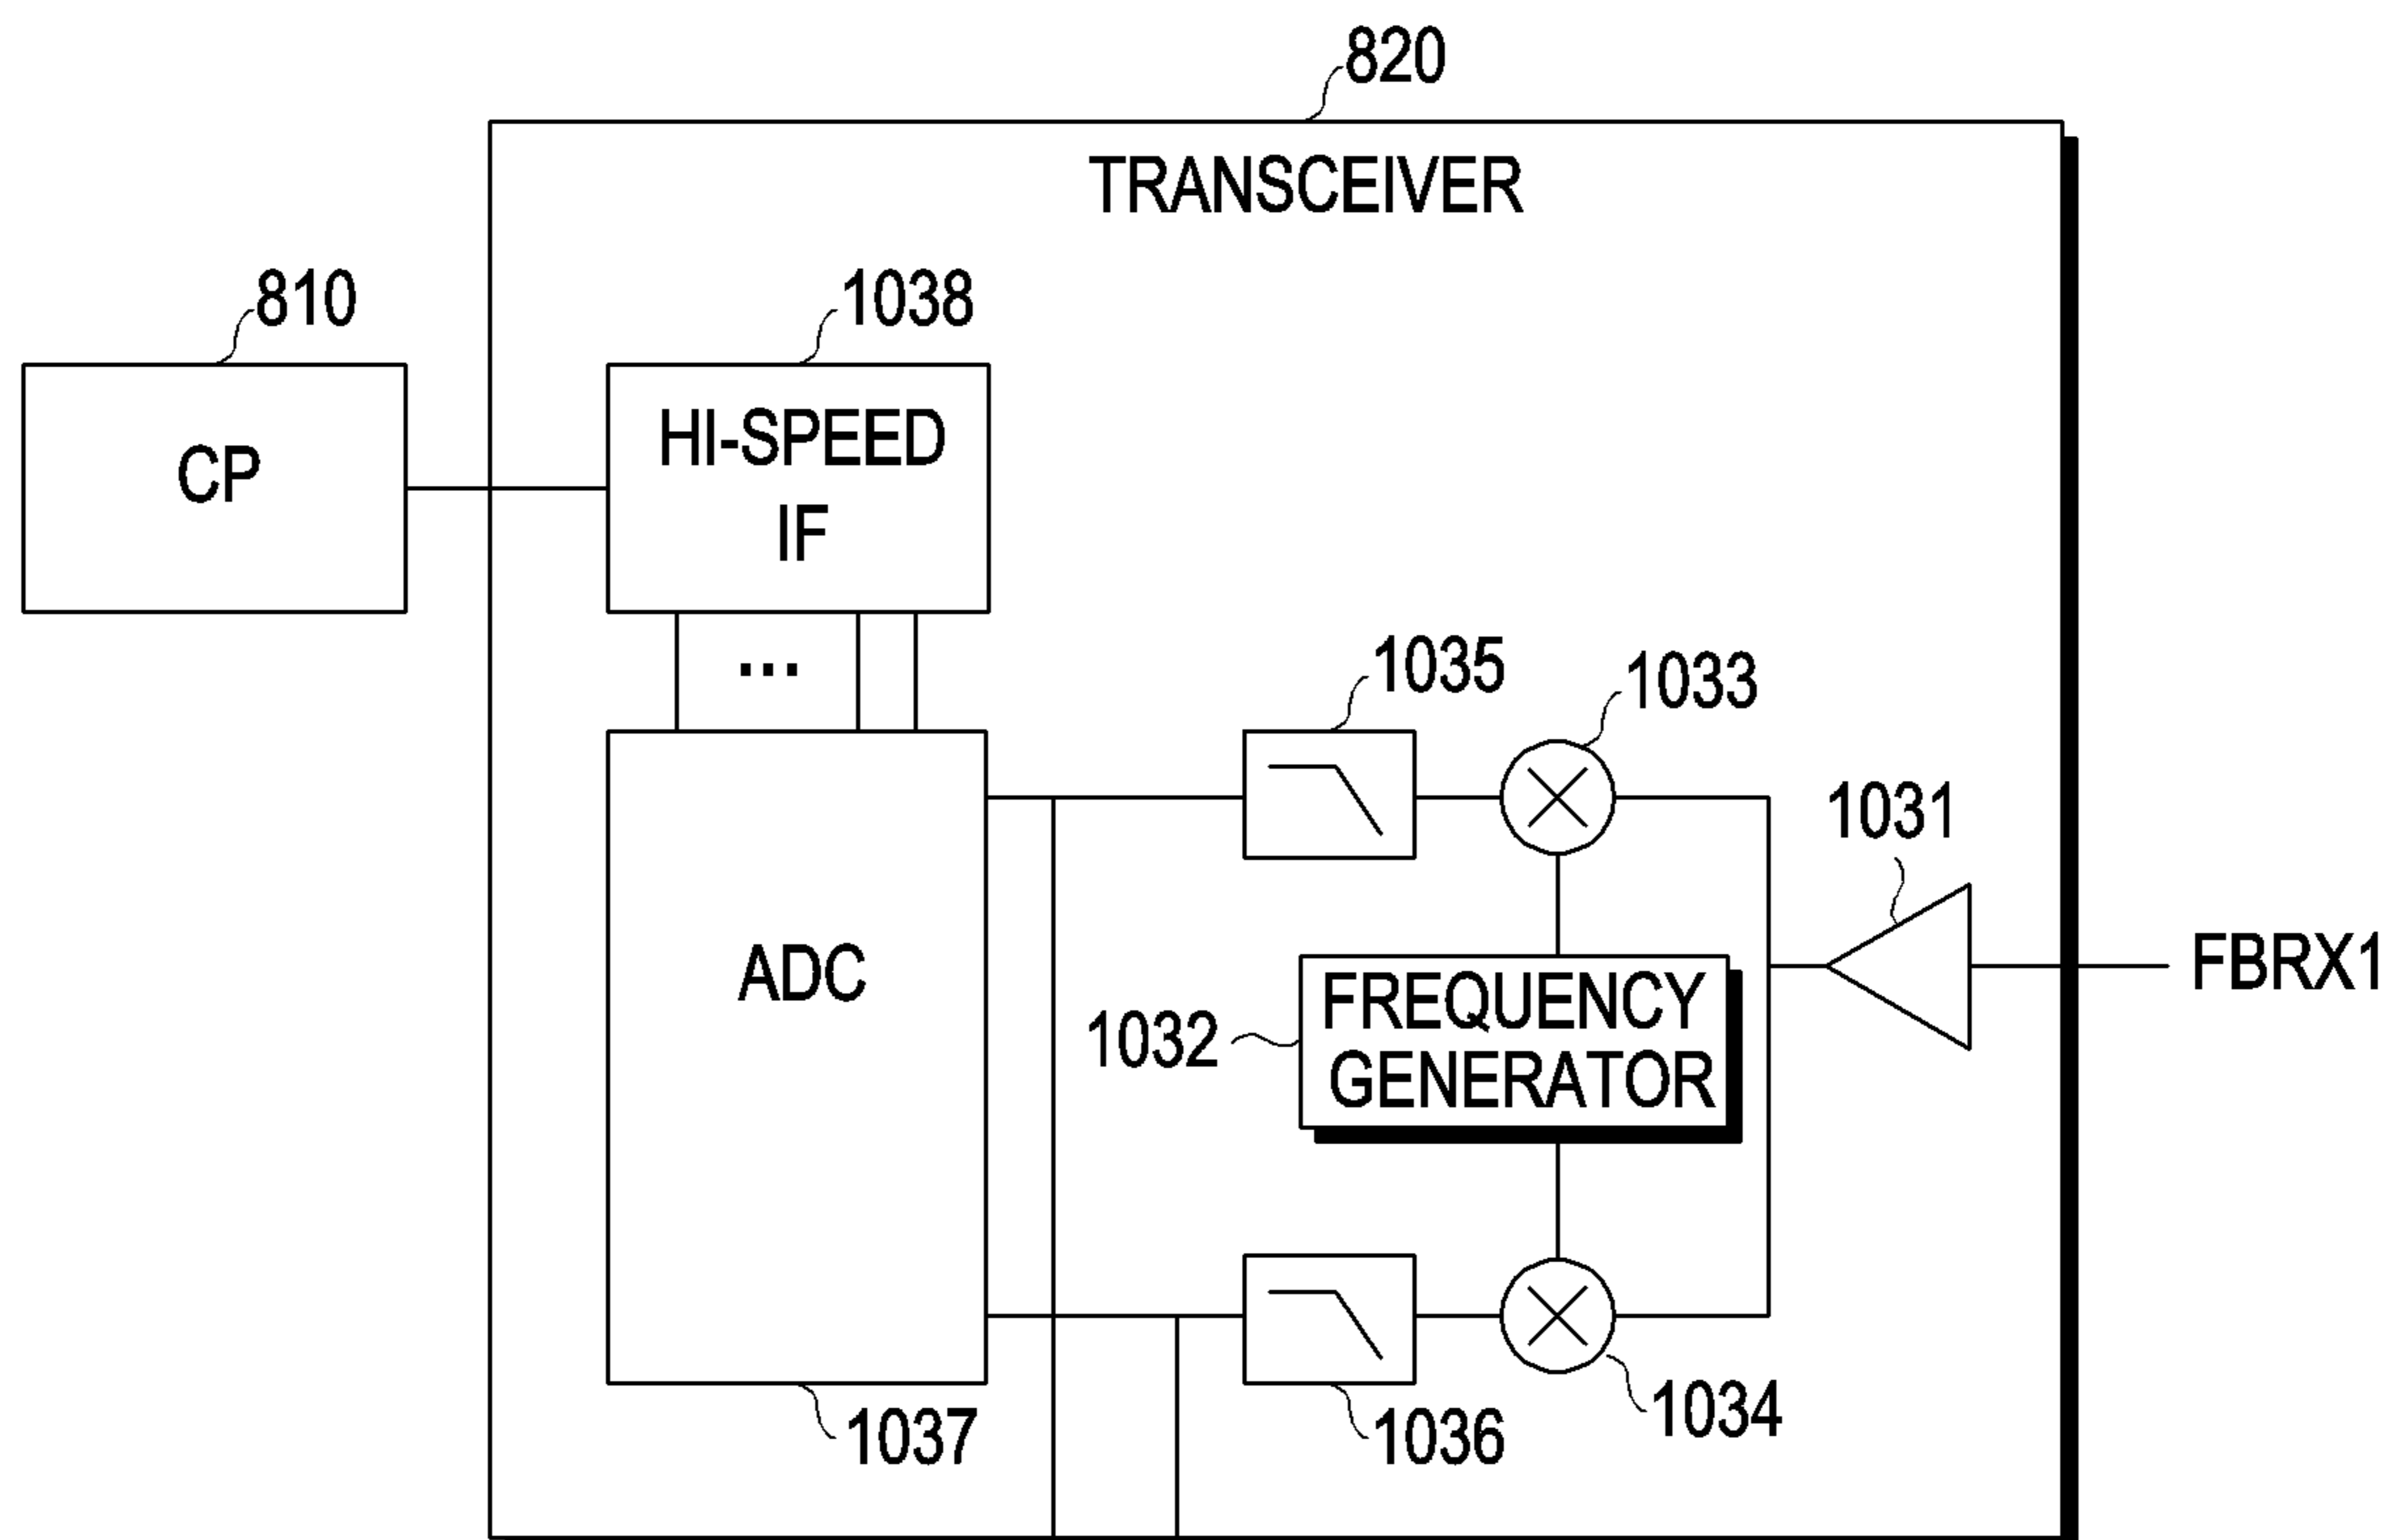 820
TRANSCEIVER
810
1038
CP
HI-SPEED
IF
...
1035
1033
1031
ADC
FBRX1
1032
FREQUENCY
GENERATOR
1037
1036
1034